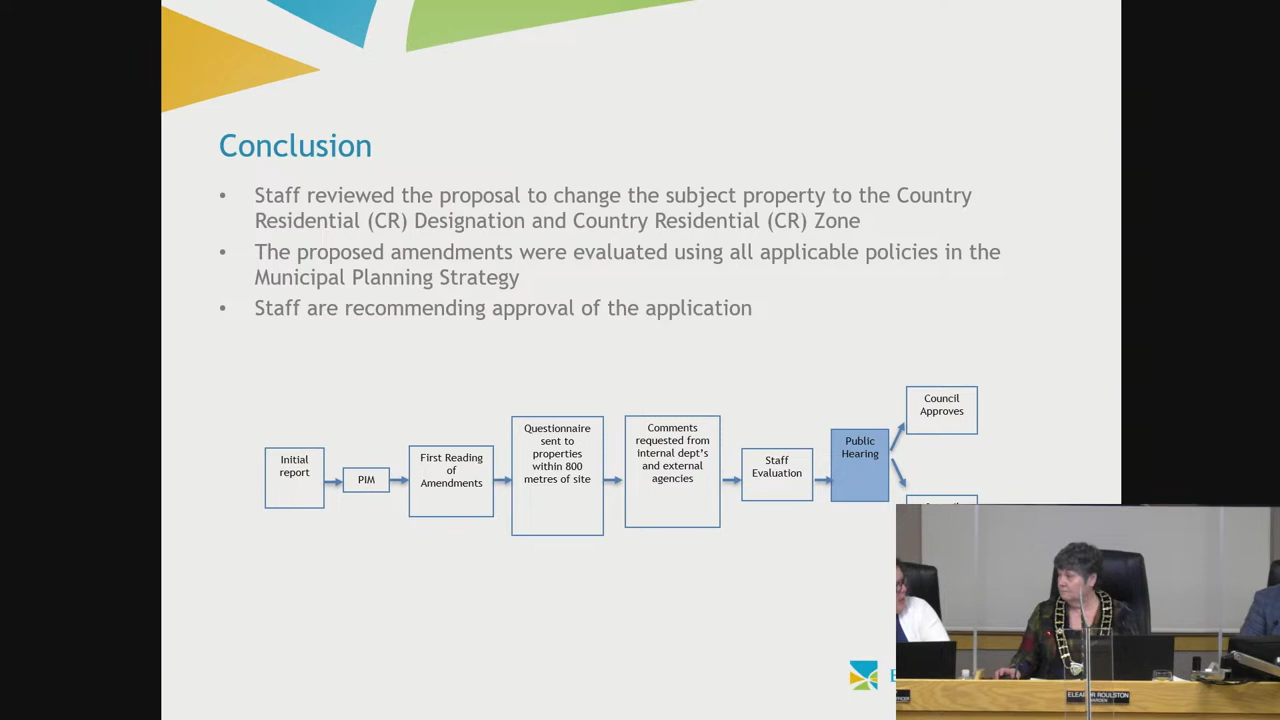 Conclusion
• Staff reviewed the proposal to change the subject property to the Country
Residential (CR) Designation and Country Residential (CR) Zone
• The proposed amendments were evaluated using all applicable policies in the
Municipal Planning Strategy
• Staff are recommending approval of the application
Initial
report
PIM
First Reading
of
Amendments
Questionnaire
sent to
properties
within 800
metres of site
Comments
requested from
internal dept's
and external
agencies
Staff
Evaluation
Public
Hearing
Council
Approves
ELEANOR ROULSTON
WARDEN